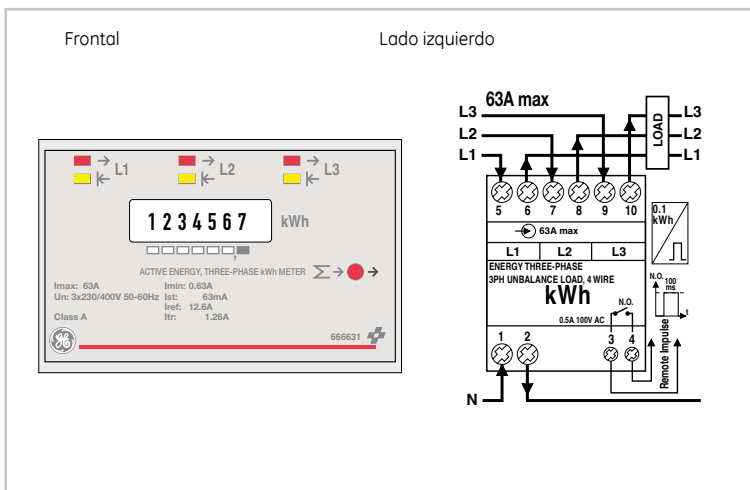 Frontal
Lado izquierdo
L1
L2
L3
1234567
kWh
,
ACTIVE ENERGY, THREE-PHASE kWh METER Σ
Imax: 63A Imin: 0.63A
Un: 3x230/400V 50-60Hz Ist: 63mA
Iref: 12.6A
Class A Itr: 1.26A
GE
666631
63A max
L3
L2
L1
LOAD
L3
L2
L1
5 6 7 8 9 10
63A max
L1 L2 L3
ENERGY THREE-PHASE
3PH UNBALANCE LOAD, 4 WIRE
kWh
N.O.
0.5A 100V AC
1 2 3 4
N
0.1
kWh
N.O. 100
ms
t
Remote Impulse